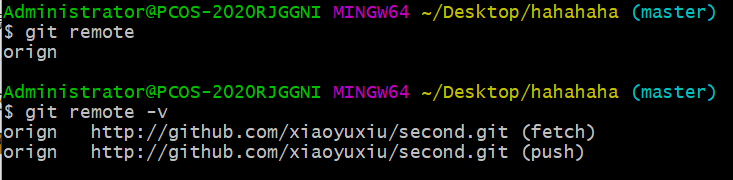 Administrator@PCOS-2020RJGGNI MINGW64 ~/Desktop/hahahaha (master)
$ git remote
orign
Administrator@PCOS-2020RJGGNI MINGW64 ~/Desktop/hahahaha (master)
$ git remote -v
orign   http://github.com/xiaoyuxiu/second.git (fetch)
orign   http://github.com/xiaoyuxiu/second.git (push)